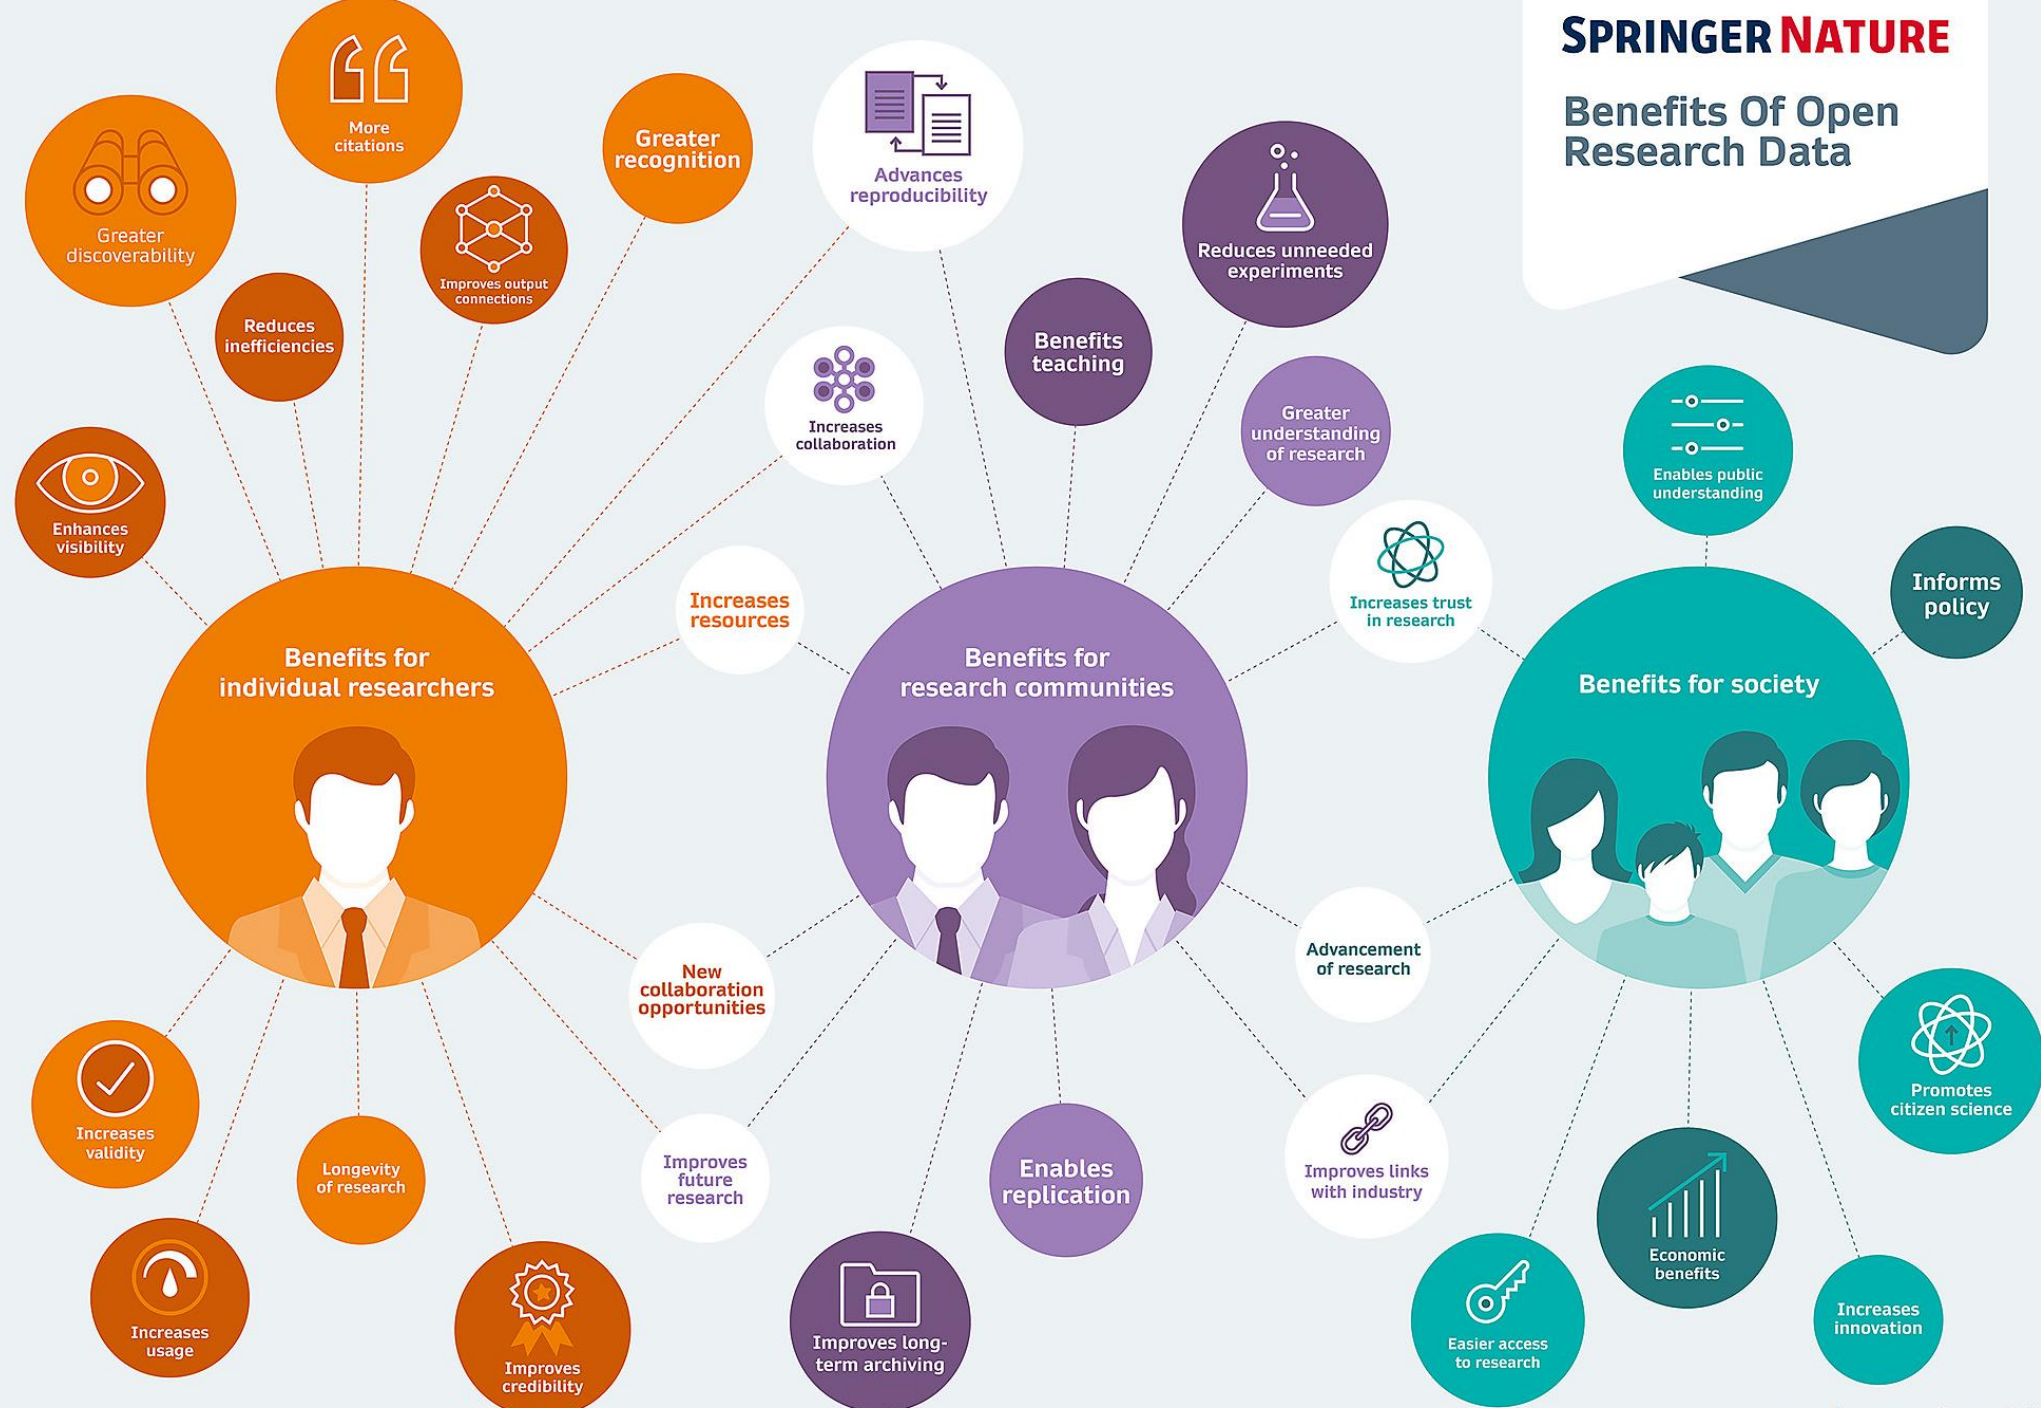 SPRINGER NATURE
Benefits Of Open
Research Data
More
citations
Greater
recognition
Advances
reproducibility
Greater
discoverability
Improves output
connections
Reduces unneeded
experiments
Reduces
inefficiencies
Benefits
teaching
Increases
collaboration
Greater
understanding
of research
Enables public
understanding
Enhances
visibility
Increases
resources
Increases trust
in research
Informs
policy
Benefits for
individual researchers
Benefits for
research communities
Benefits for society
New
collaboration
opportunities
Advancement
of research
Increases
validity
Longevity
of research
Improves
future
research
Enables
replication
Improves links
with industry
Promotes
citizen science
Increases
usage
Improves
credibility
Improves long-
term archiving
Easier access
to research
Economic
benefits
Increases
innovation